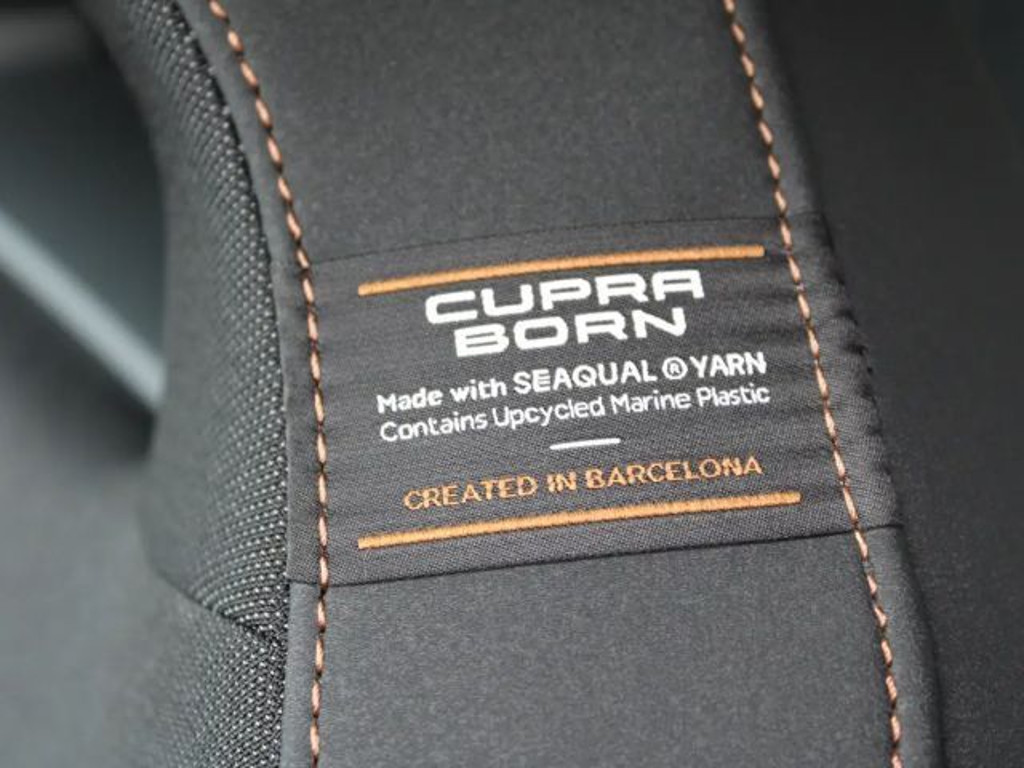 CUPRA
BORN
Made with SEAQUAL ® YARN
Contains Upcycled Marine Plastic
CREATED IN BARCELONA